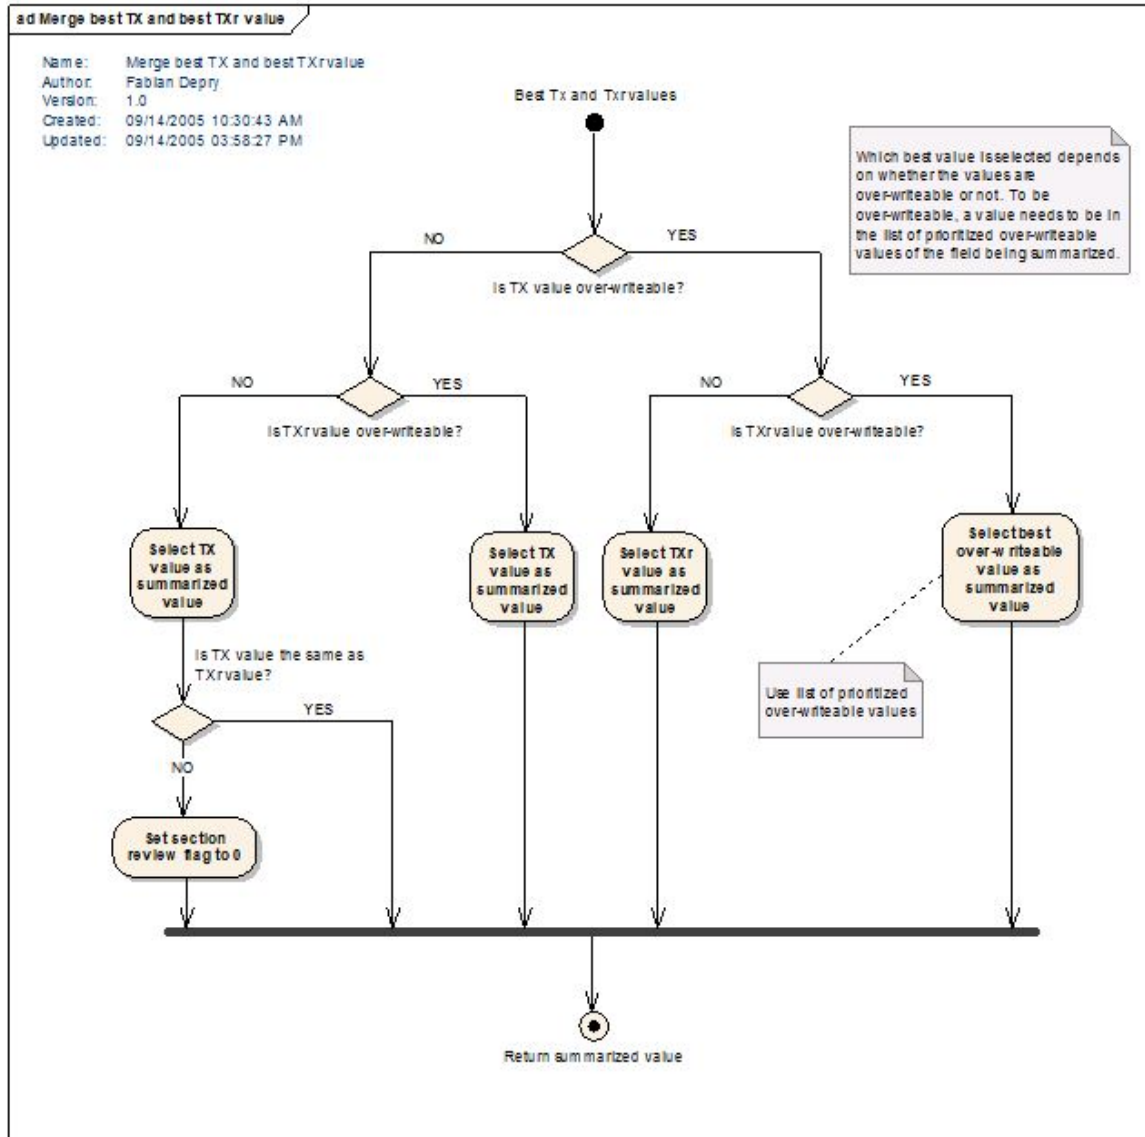 ad Merge best TX and best TXr value
Name: Merge best TX and best TXr value
Author: Fabian Depry
Version: 1.0
Created: 09/14/2005 10:30:43 AM
Updated: 09/14/2005 03:58:27 PM
Best Tx and Txr values
Which best value is selected depends
on whether the values are
over-writeable or not. To be
over-writeable, a value needs to be in
the list of prioritized over-writeable
values of the field being summarized.
NO
YES
Is TX value over-writeable?
NO
YES
NO
YES
Is TXr value over-writeable?
Is TXr value over-writeable?
Select TX
value as
summarized
value
Select TX
value as
summarized
value
Select TXr
value as
summarized
value
Select best
over-writeable
value as
summarized
value
Is TX value the same as
TXr value?
YES
NO
Use list of prioritized
over-writeable values
Set section
review flag to 0
Return summarized value